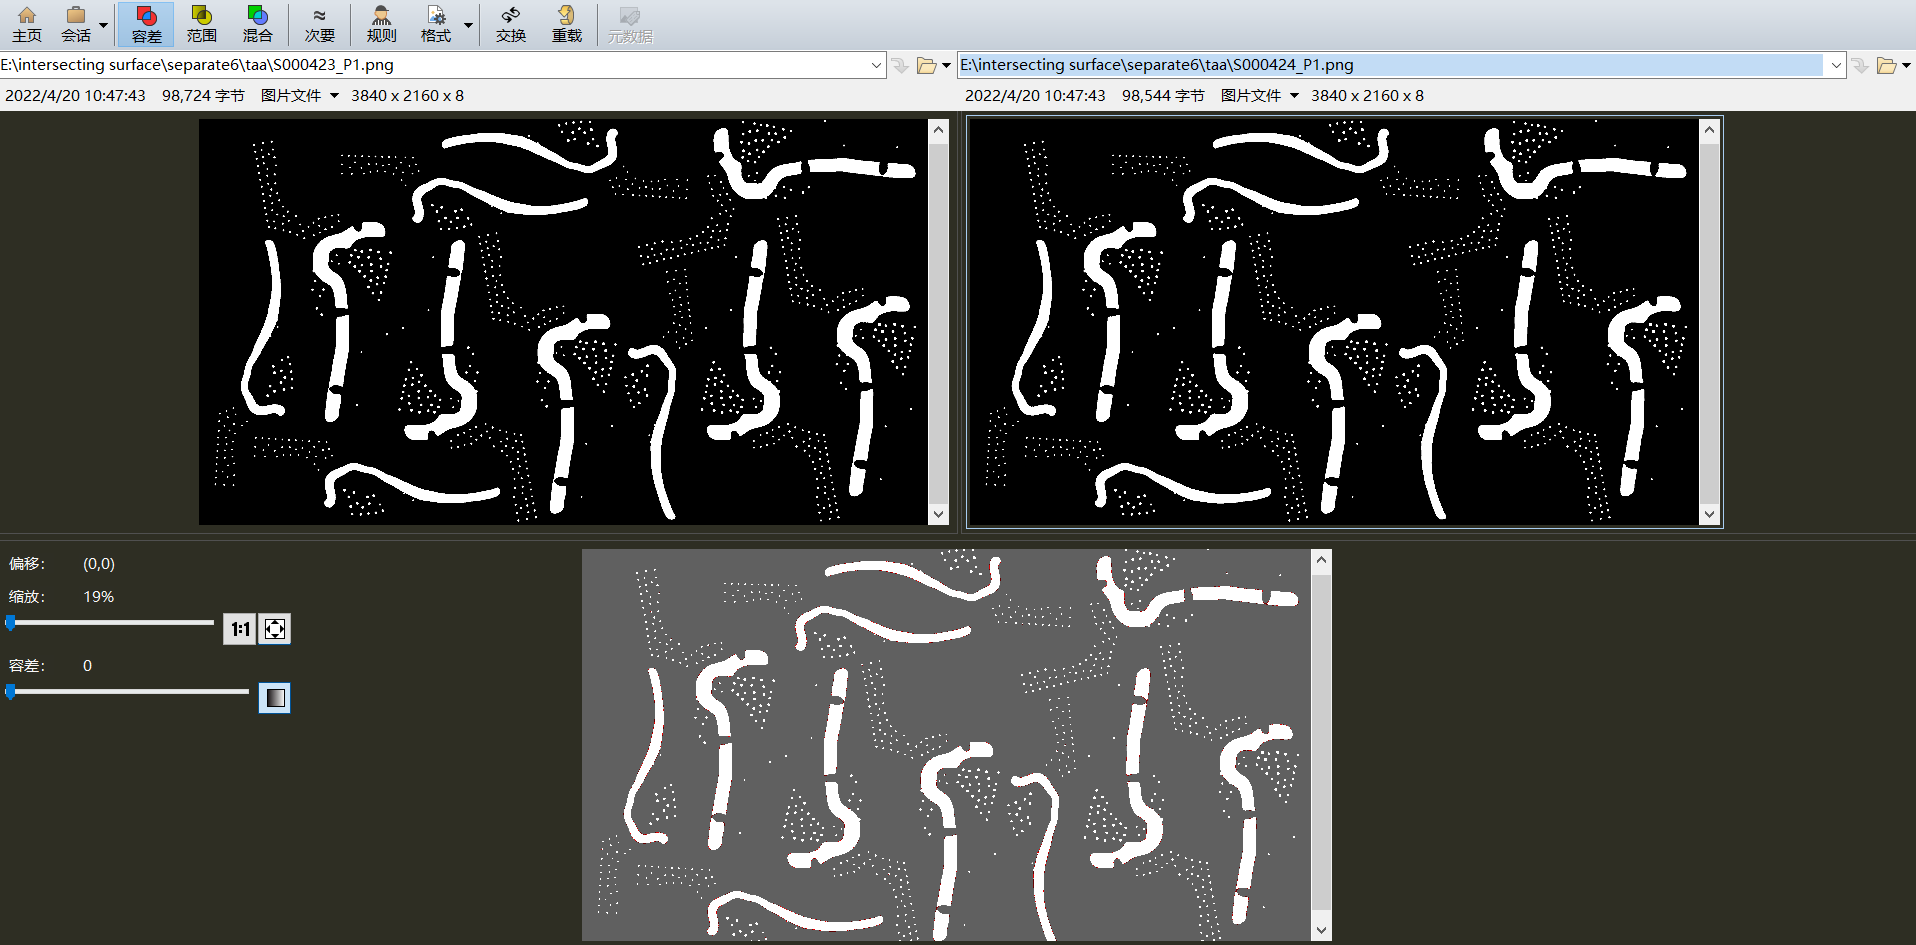 主页 会话 容差 范围 混合 次要 规则 格式 交换 重载 元数据
E:\intersecting surface\separate6\taa\S000423_P1.png
E:\intersecting surface\separate6\taa\S000424_P1.png
2022/4/20 10:47:43 98,724 字节 图片文件 3840 x 2160 x 8
2022/4/20 10:47:43 98,544 字节 图片文件 3840 x 2160 x 8
偏移: (0,0)
缩放: 19%
1:1
容差: 0